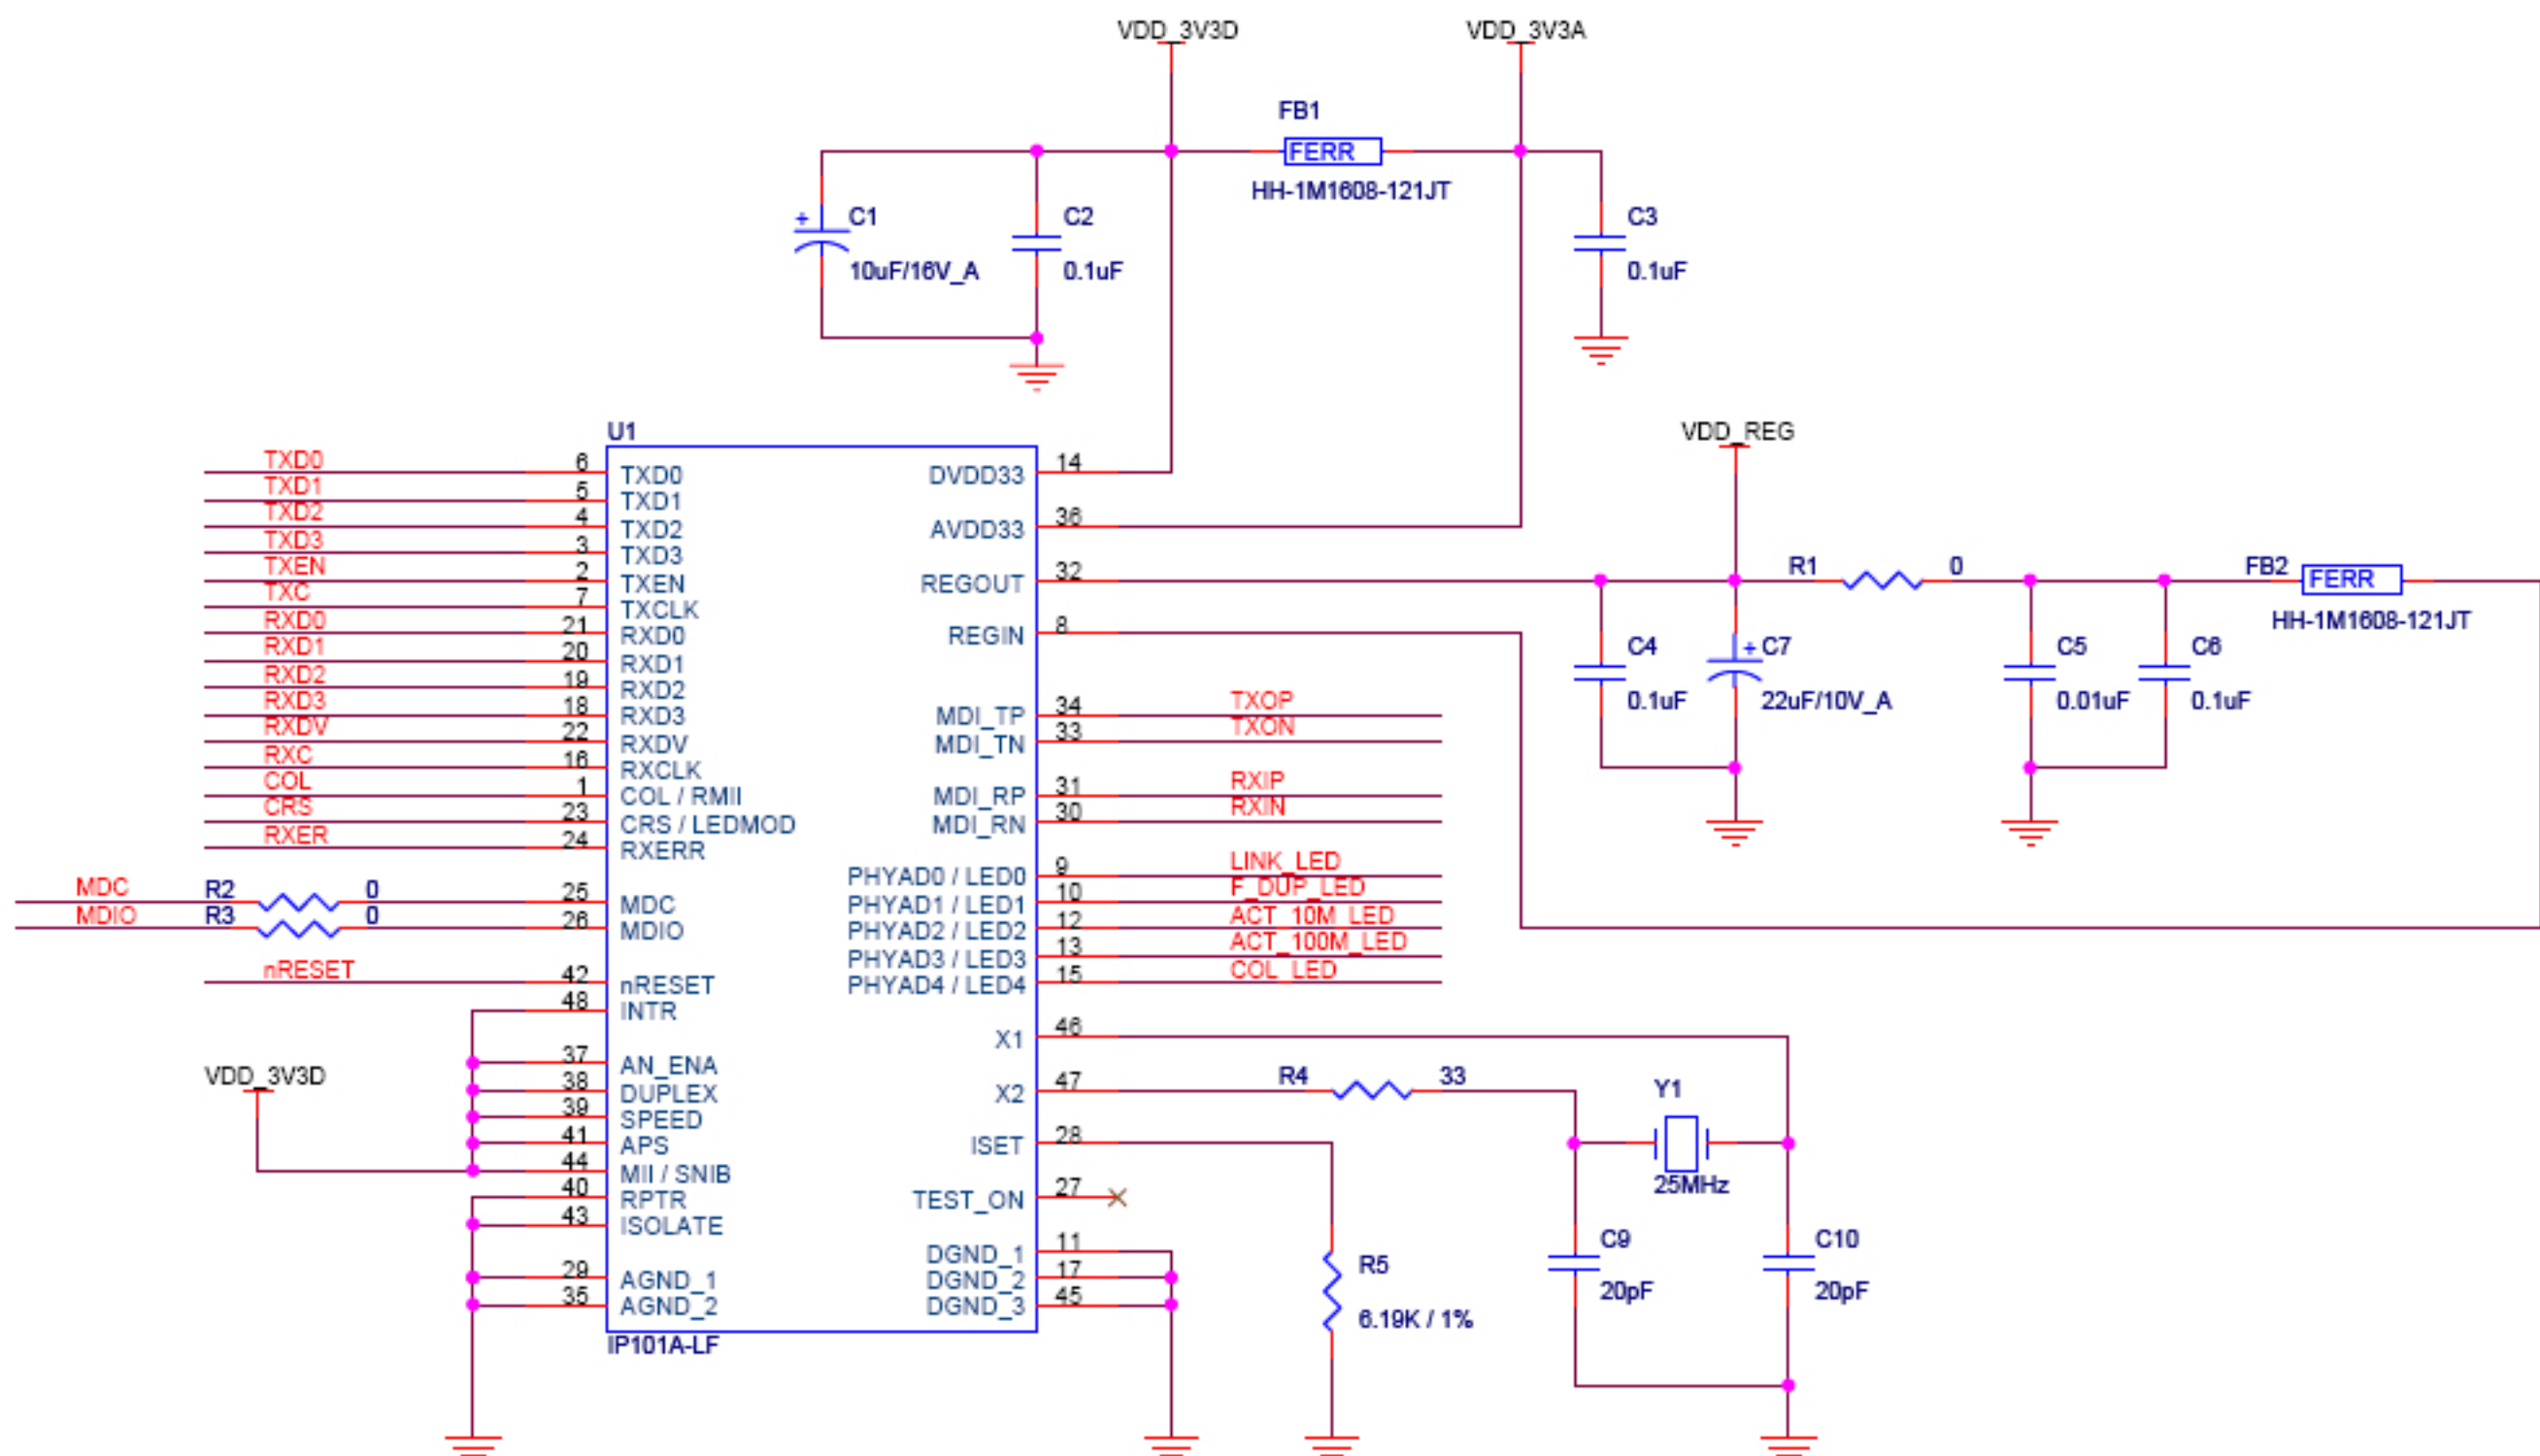 VDD_3V3D VDD_3V3A
FB1
FERR
HH-1M1608-121JT
+ C1 C2 C3
10uF/16V_A 0.1uF 0.1uF
U1
VDD_REG
TXD0 6 TXD0 DVDD33 14
TXD1 5 TXD1
TXD2 4 TXD2 AVDD33 36
TXD3 3 TXD3
TXEN 2 TXEN REGOUT 32 R1 0 FB2 FERR
TXC 7 TXCLK HH-1M1608-121JT
RXD0 21 RXD0 REGIN 8
RXD1 20 RXD1 C4 + C7 C5 C6
RXD2 19 RXD2
RXD3 18 RXD3 MDI_TP 34 TXOP 0.1uF 22uF/10V_A 0.01uF 0.1uF
RXDV 22 RXDV MDI_TN 33 TXON
RXC 16 RXCLK
COL 1 COL / RMII MDI_RP 31 RXIP
CRS 23 CRS / LEDMOD MDI_RN 30 RXIN
RXER 24 RXERR
PHYAD0 / LED0 9 LINK_LED
MDC R2 0 25 MDC PHYAD1 / LED1 10 F_DUP_LED
MDIO R3 0 26 MDIO PHYAD2 / LED2 12 ACT_10M_LED
PHYAD3 / LED3 13 ACT_100M_LED
nRESET 42 nRESET PHYAD4 / LED4 15 COL_LED
48 INTR
X1 46
37 AN_ENA
VDD_3V3D
38 DUPLEX X2 47 R4 33 Y1
39 SPEED
41 APS ISET 28
44 MII / SNIB 25MHz
40 RPTR TEST_ON 27
43 ISOLATE
DGND_1 11 C9 C10
29 AGND_1 DGND_2 17 R5 20pF 20pF
35 AGND_2 DGND_3 45 6.19K / 1%
IP101A-LF